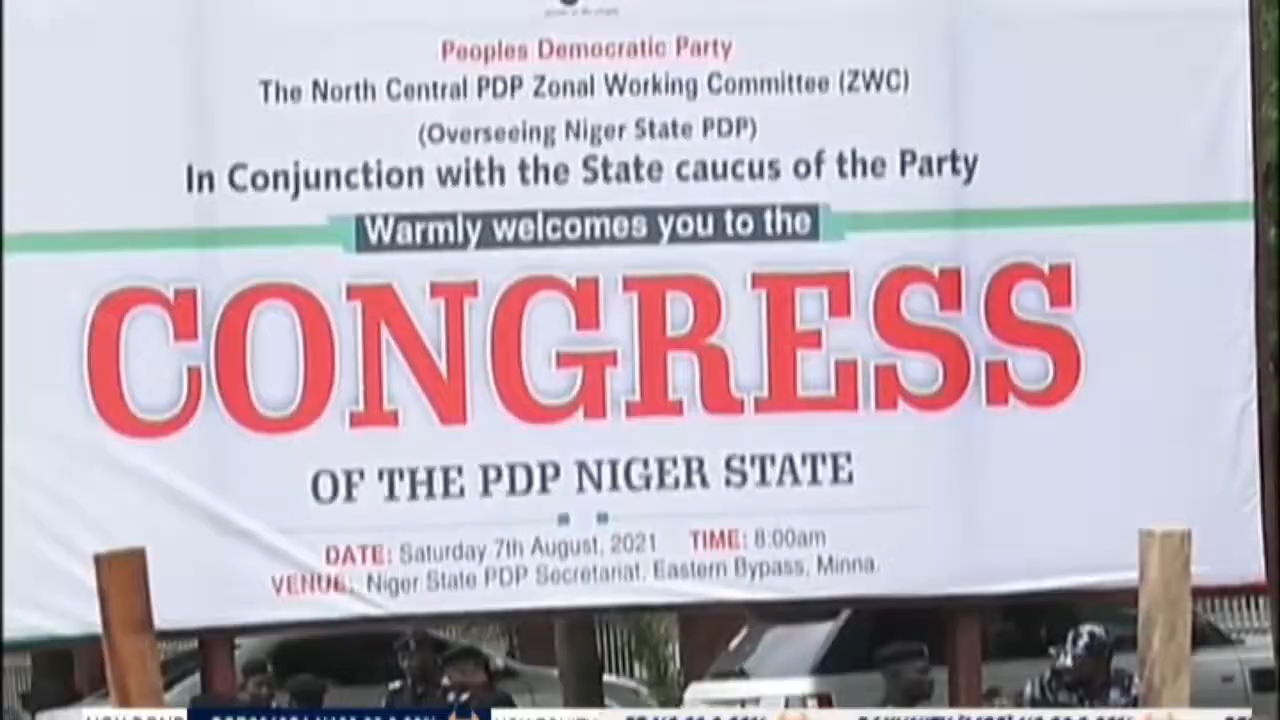 Peoples Democratic Party
The North Central PDP Zonal Working Committee (ZWC)
(Overseeing Niger State PDP)
In Conjunction with the State caucus of the Party
Warmly welcomes you to the
CONGRESS
OF THE PDP NIGER STATE
DATE: Saturday 7th August, 2021 TIME: 8:00am
VENUE: Niger State PDP Secretariat, Eastern Bypass, Minna.